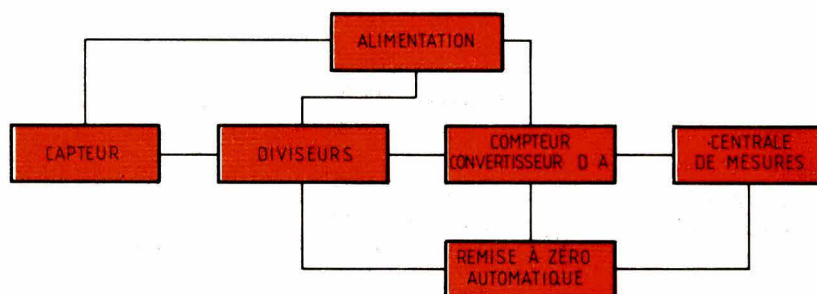 ALIMENTATION
CAPTEUR
DIVISEURS
COMPTEUR
CONVERTISSEUR D A
CENTRALE
DE MESURES
REMISE À ZÉRO
AUTOMATIQUE